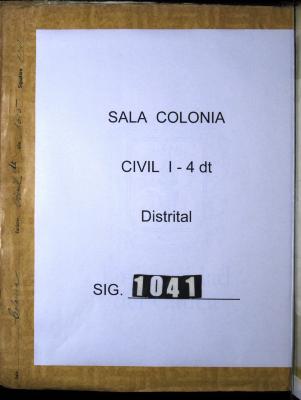 SALA COLONIA
CIVIL I - 4 dt
Distrital
SIG. 1041